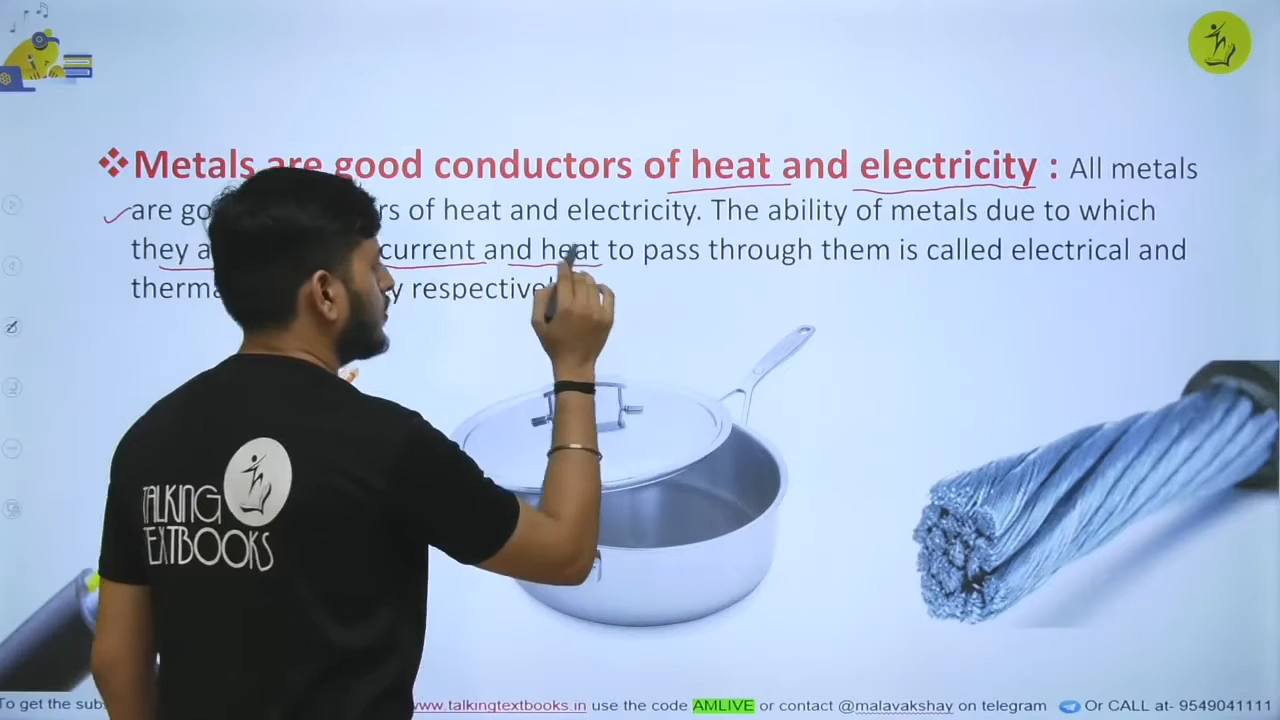 ❖Metals are good conductors of heat and electricity : All metals
are go rs of heat and electricity. The ability of metals due to which
they a current and heat to pass through them is called electrical and
therma y respectivel
TALKING
TEXTBOOKS
To get the sub www.talkingtextbooks.in use the code AMLIVE or contact @malavakshay on telegram Or CALL at- 9549041111